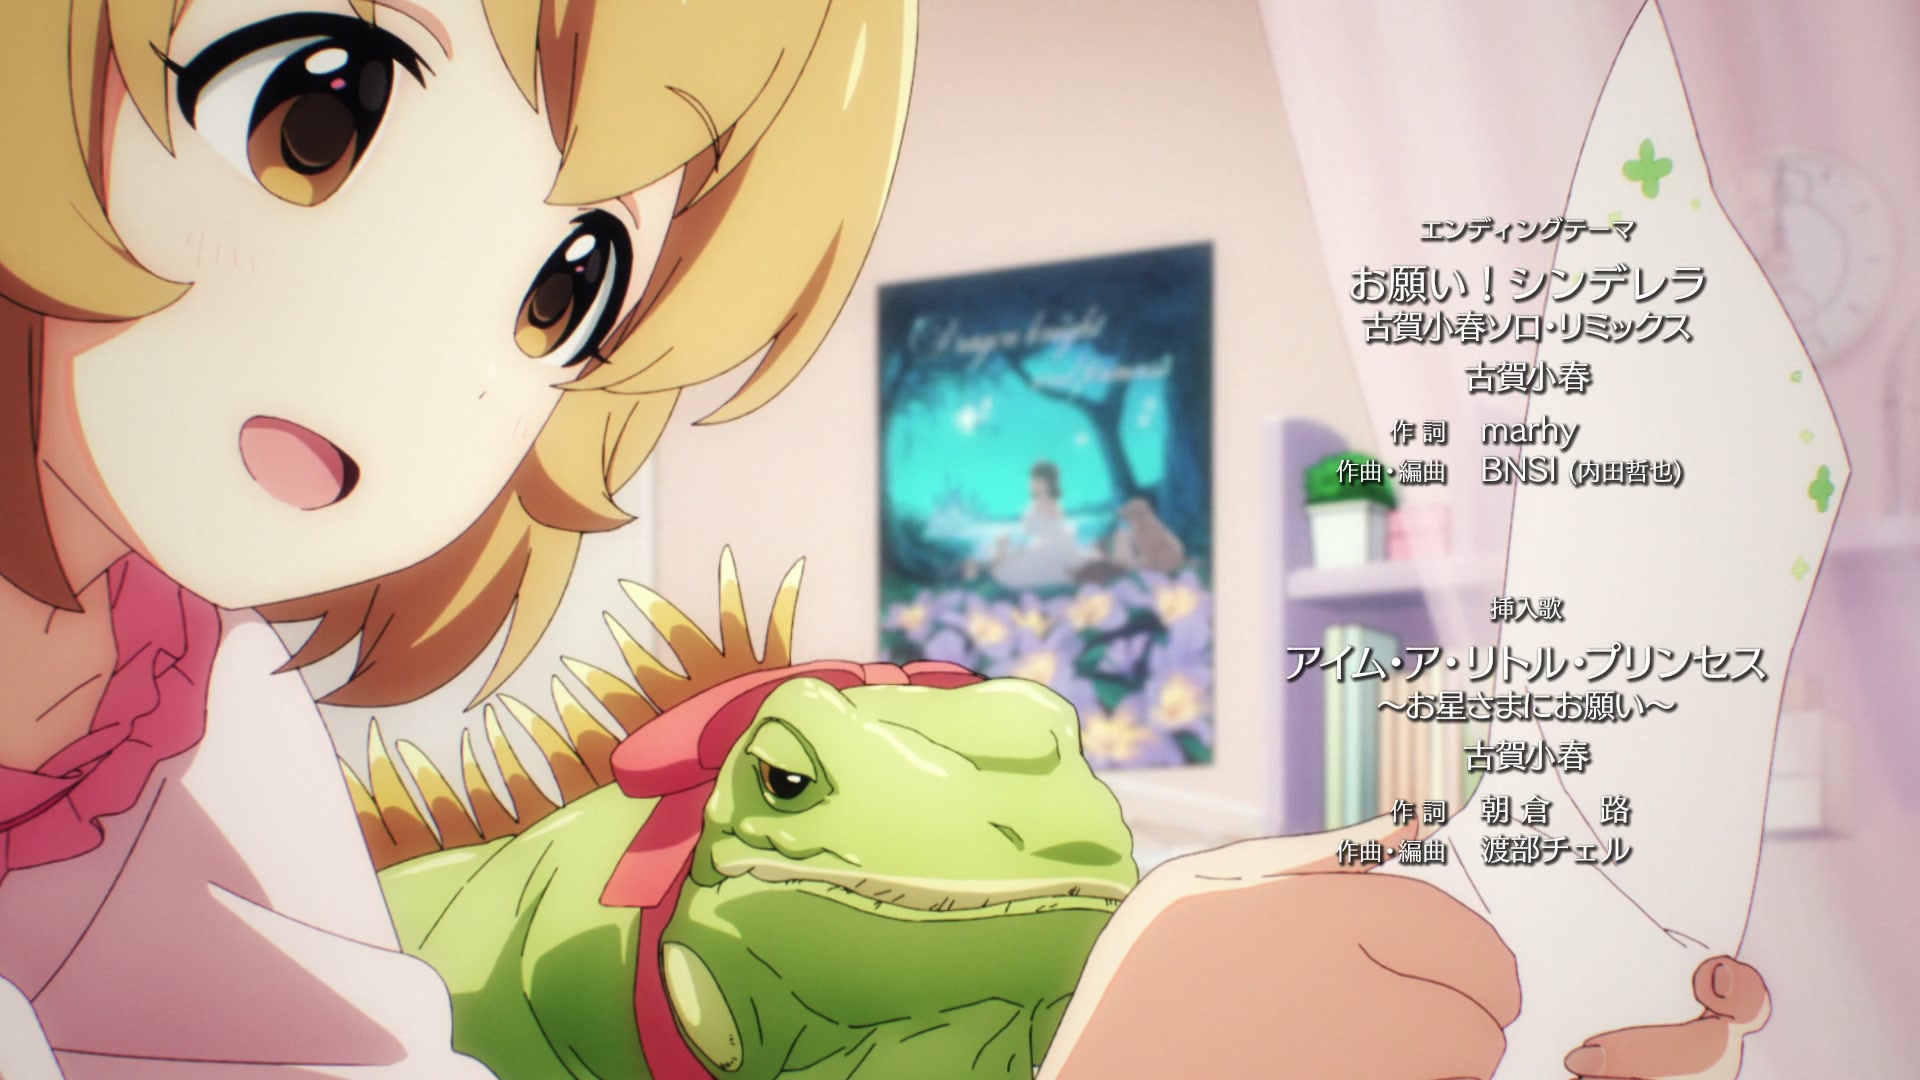 Dragon knight
エンディングテーマ
お願い！シンデレラ
古賀小春ソロ・リミックス
古賀小春
作 詞 marhy
作曲・編曲 BNSI (内田哲也)
挿入歌
アイム・ア・リトル・プリンセス
～お星さまにお願い～
古賀小春
作 詞 朝 倉 路
作曲・編曲 渡部チェル